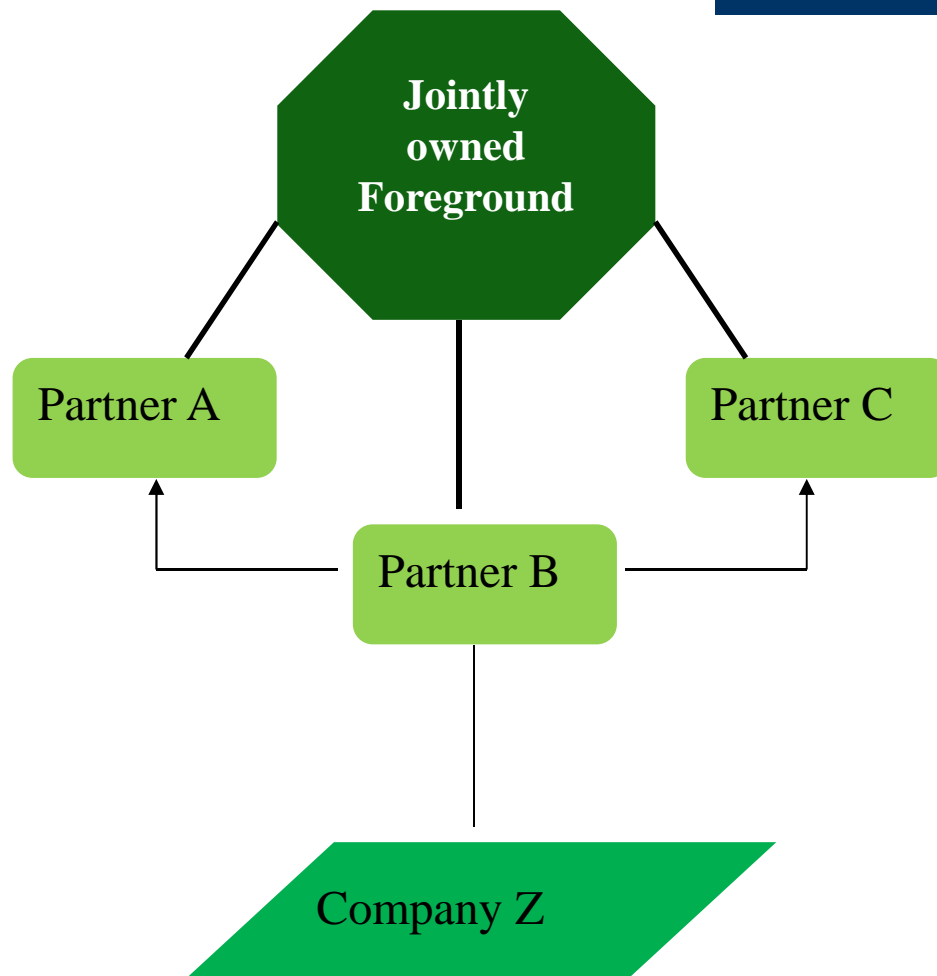 Jointly
owned
Foreground
Partner A
Partner C
Partner B
Company Z